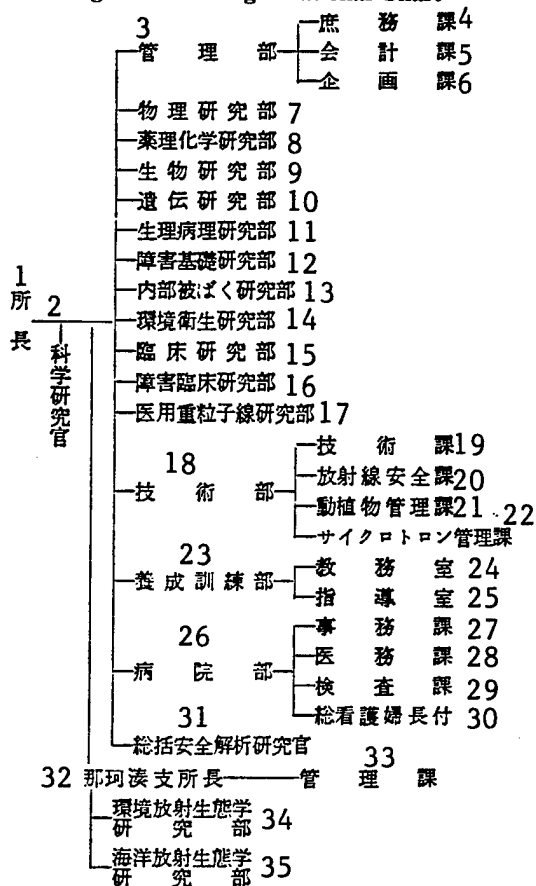 3
管理部
庶務課4
会計課5
企画課6
物理研究部 7
薬理化学研究部 8
生物研究部 9
遺伝研究部 10
生理病理研究部 11
障害基礎研究部 12
内部被ばく研究部 13
環境衛生研究部 14
臨床研究部 15
障害臨床研究部 16
医用重粒子線研究部17
1
所長
2
科学研究官
18
技術部
技術課19
放射線安全課20
動植物管理課21
22
サイクロトロン管理課
23
養成訓練部
教務室 24
指導室 25
26
病院部
事務課 27
医務課 28
検査課 29
総看護婦長付 30
31
総括安全解析研究官
32 那珂湊支所長
33
管理課
環境放射生態学
研究部 34
海洋放射生態学
研究部 35